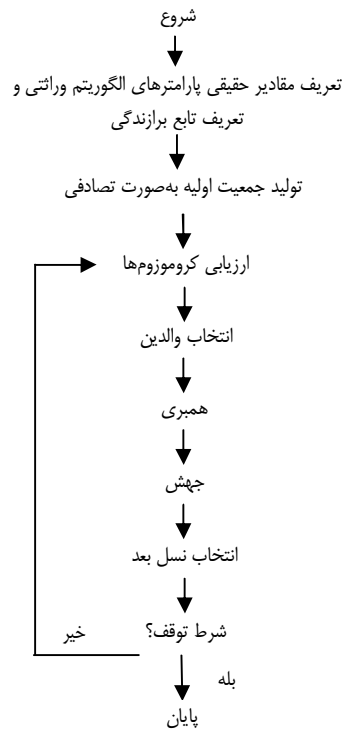 شروع
تعریف مقادیر حقیقی پارامترهای الگوریتم وراثتی و
تعریف تابع برازندگی
تولید جمعیت اولیه به‌صورت تصادفی
ارزیابی کروموزوم‌ها
انتخاب والدین
همبری
جهش
انتخاب نسل بعد
شرط توقف؟
خیر
بله
پایان